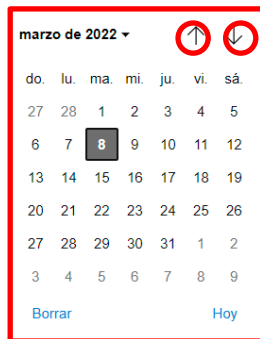 marzo de 2022
do. lu. ma. mi. ju. vi. sá.
27 28 1 2 3 4 5
6 7 8 9 10 11 12
13 14 15 16 17 18 19
20 21 22 23 24 25 26
27 28 29 30 31 1 2
3 4 5 6 7 8 9
Borrar Hoy